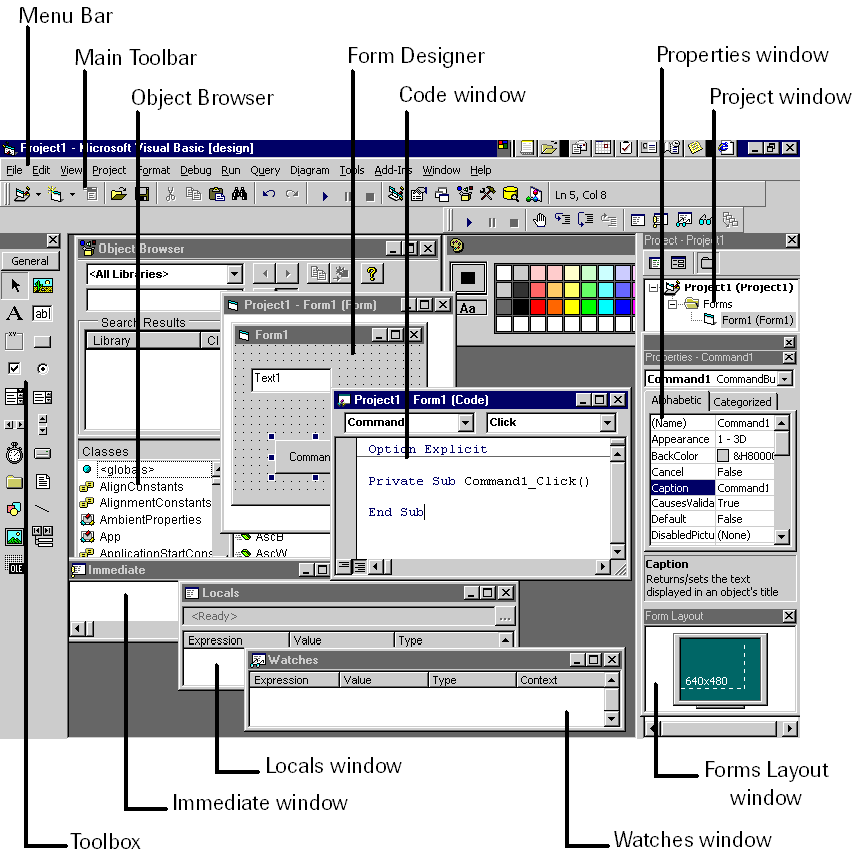 Menu Bar
Main Toolbar
Object Browser
Form Designer
Code window
Properties window
Project window
Project1 - Microsoft Visual Basic [design]
File Edit View Project Format Debug Run Query Diagram Tools Add-Ins Window Help
Ln 5, Col 8
General
A
ab|
xy
OLE
Object Browser
<All Libraries>
Search Results
Library Cl
Classes
<globals>
AlignConstants
AlignmentConstants
AmbientProperties
App
ApplicationStartCons
AscB
AscW
Project1 - Form1 (Form)
Form1
Text1
Comman
Aa
Project1 - Form1 (Code)
Command Click
Option Explicit
Private Sub Command1_Click()
End Sub
Project - Project1
Project1 (Project1)
Forms
Form1 (Form1)
Properties - Command1
Command1 CommandBu
Alphabetic Categorized
(Name) Command1
Appearance 1 - 3D
BackColor &H80000
Cancel False
Caption Command1
CausesValida True
Default False
DisabledPictu (None)
Caption
Returns/sets the text
displayed in an object's title
Form Layout
640x480
Immediate
Locals
<Ready>
...
Expression Value Type
Watches
Expression Value Type Context
Locals window
Immediate window
Toolbox
Forms Layout
window
Watches window